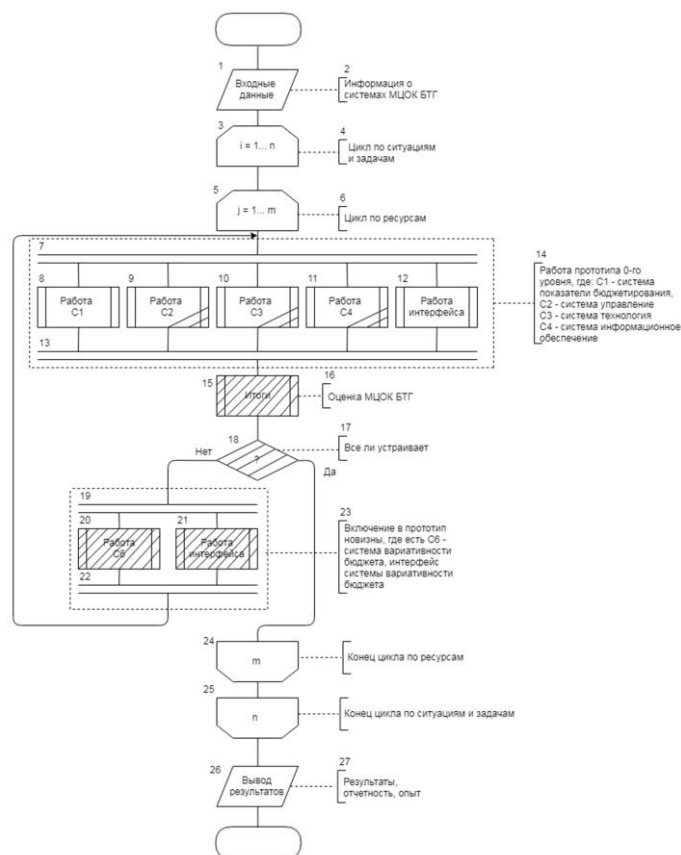 1
Входные
данные
2
Информация о
системах МЦОК БТГ
3
i = 1... n
4
Цикл по ситуациям
и задачам
5
j = 1... m
6
Цикл по ресурсам
7
8
Работа
С1
9
Работа
С2
10
Работа
С3
11
Работа
С4
12
Работа
интерфейса
13
14
Работа прототипа 0-го
уровня, где: С1 - система
показатели бюджетирования,
С2 - система управление
С3 - система технология
С4 - система информационное
обеспечение
15
Итоги
16
Оценка МЦОК БТГ
17
Все ли устраивает
18
?
Нет
Да
19
20
Работа
С6
21
Работа
интерфейса
22
23
Включение в прототип
новизны, где есть С6 -
система вариативности
бюджета, интерфейс
системы вариативности
бюджета
24
m
Конец цикла по ресурсам
25
n
Конец цикла по ситуациям и задачам
26
Вывод
результатов
27
Результаты,
отчетность, опыт